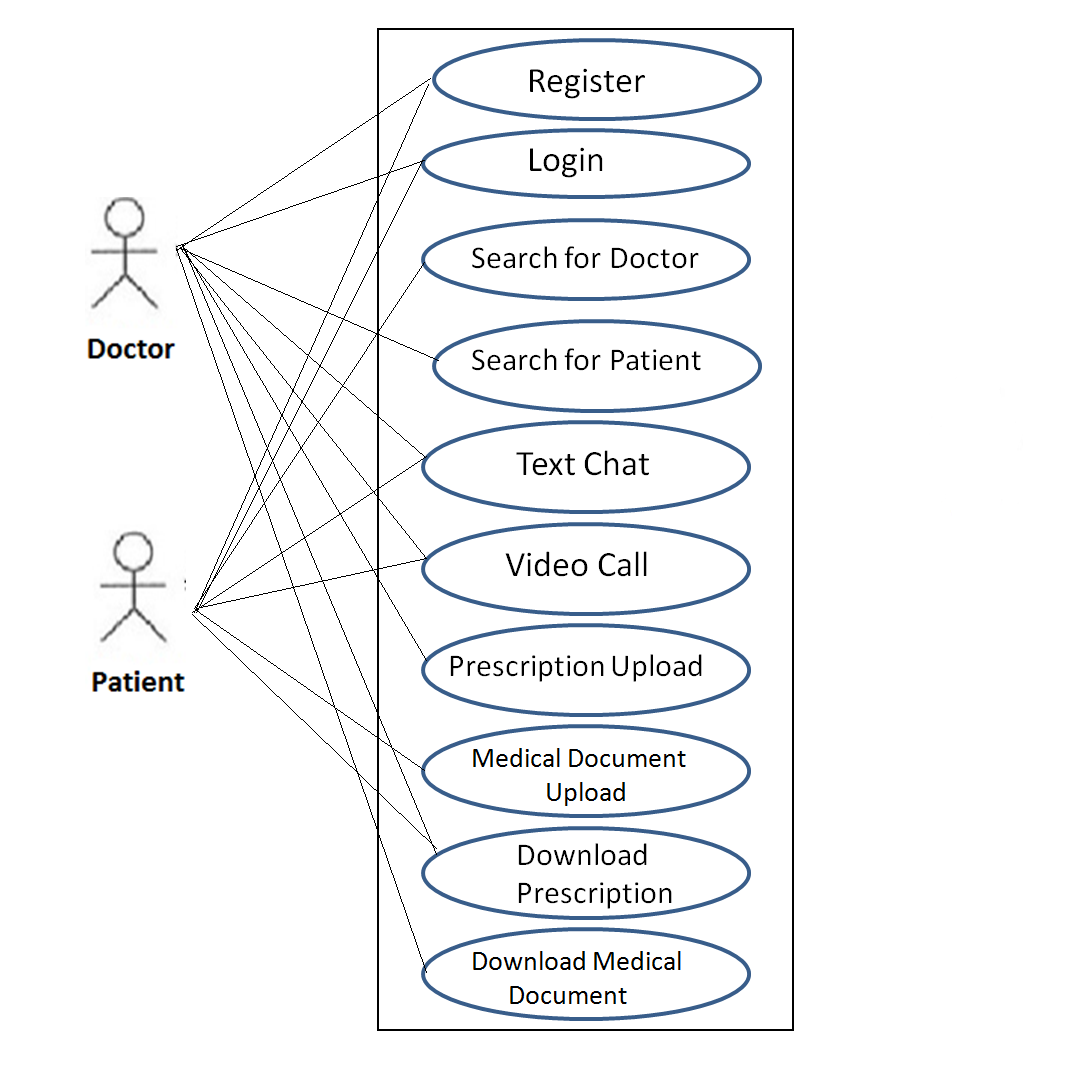 Register
Login
Search for Doctor
Search for Patient
Text Chat
Video Call
Prescription Upload
Medical Document
Upload
Download
Prescription
Download Medical
Document
Doctor
Patient